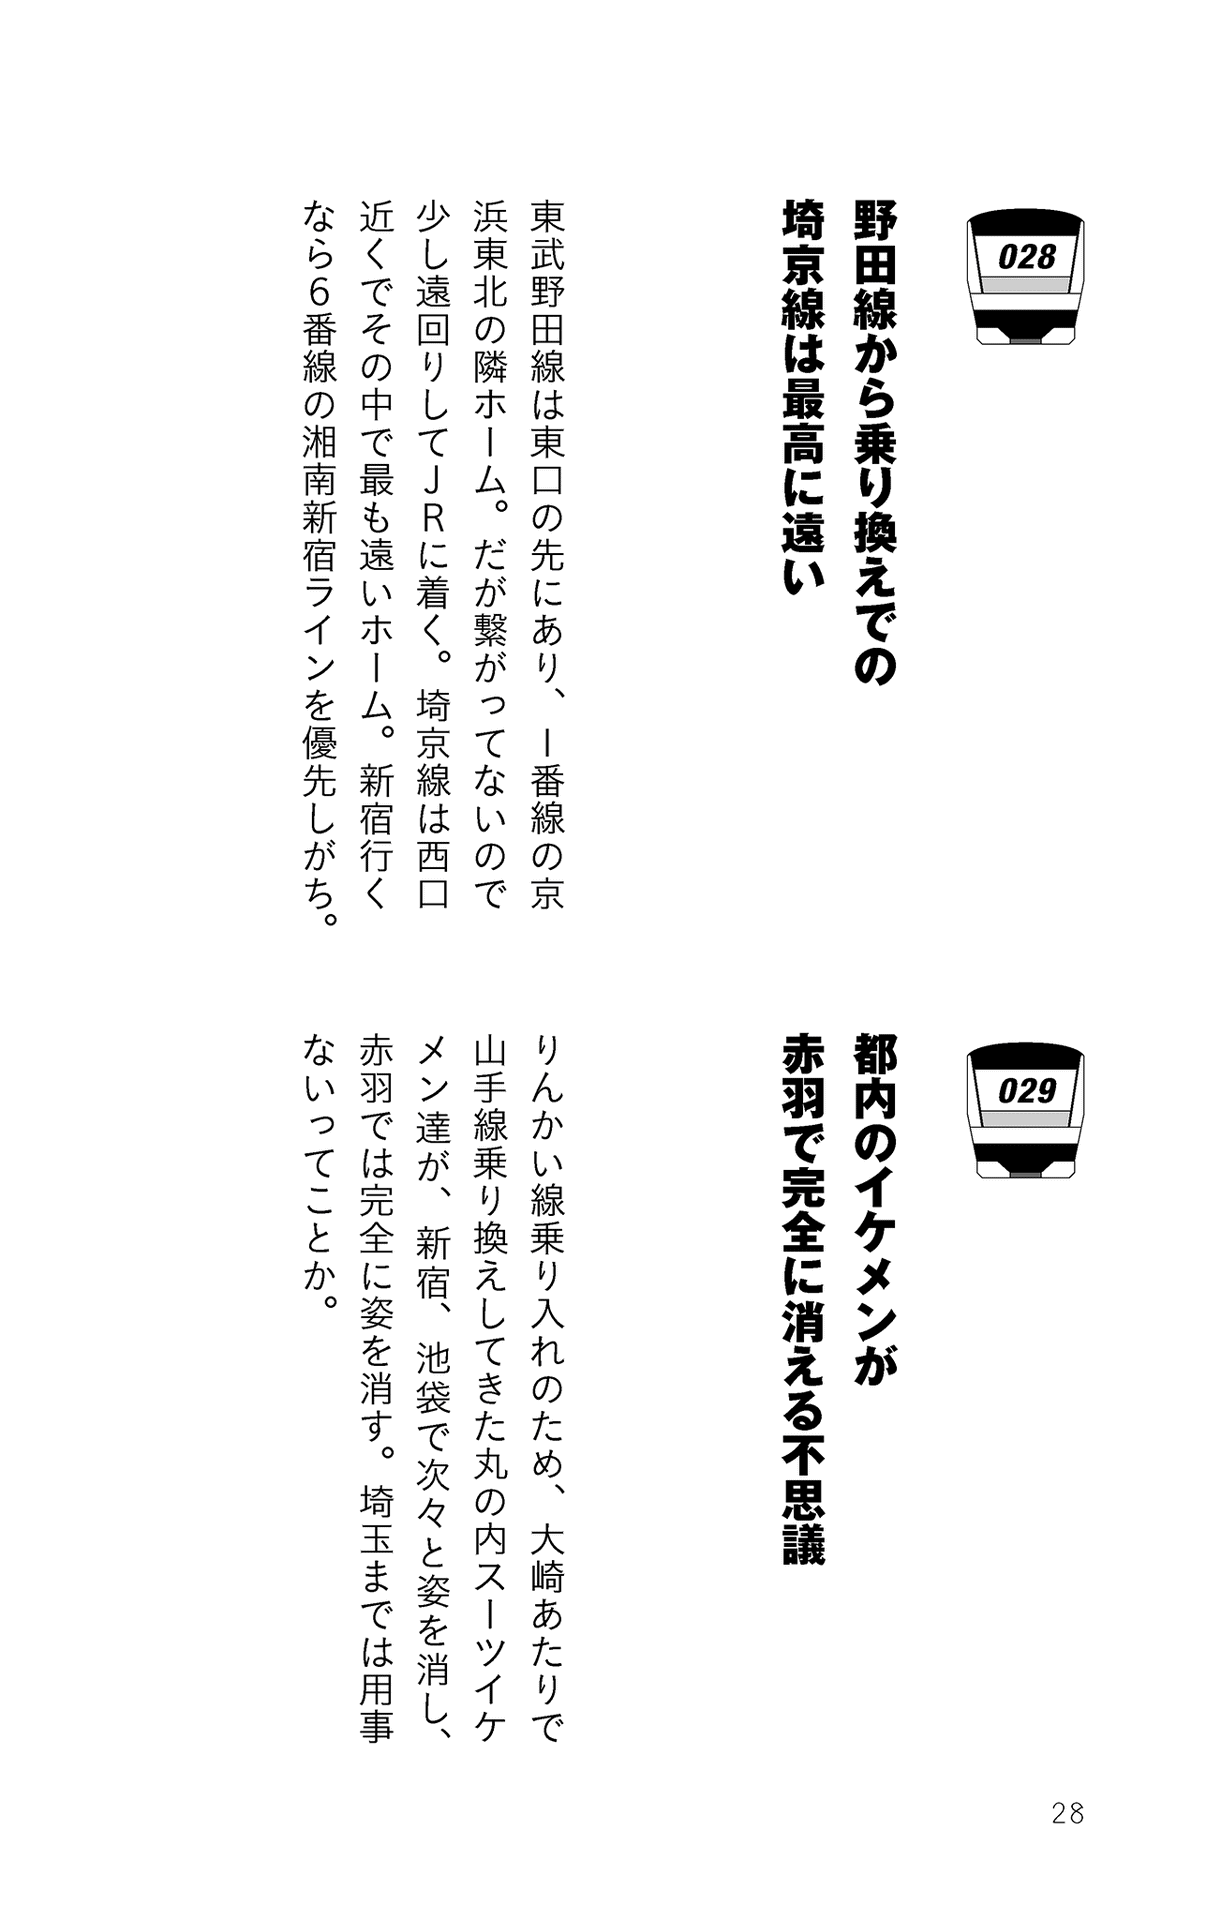 028
野田線から乗り換えでの
埼京線は最高に遠い
東武野田線は東口の先にあり、1番線の京
浜東北の隣ホーム。だが繋がってないので
少し遠回りしてJRに着く。埼京線は西口
近くでその中で最も遠いホーム。新宿行く
なら6番線の湘南新宿ラインを優先しがち。
029
都内のイケメンが
赤羽で完全に消える不思議
りんかい線乗り入れのため、大崎あたりで
山手線乗り換えしてきた丸の内スーツイケ
メン達が、新宿、池袋で次々と姿を消し、
赤羽では完全に姿を消す。埼玉までは用事
ないってことか。
28